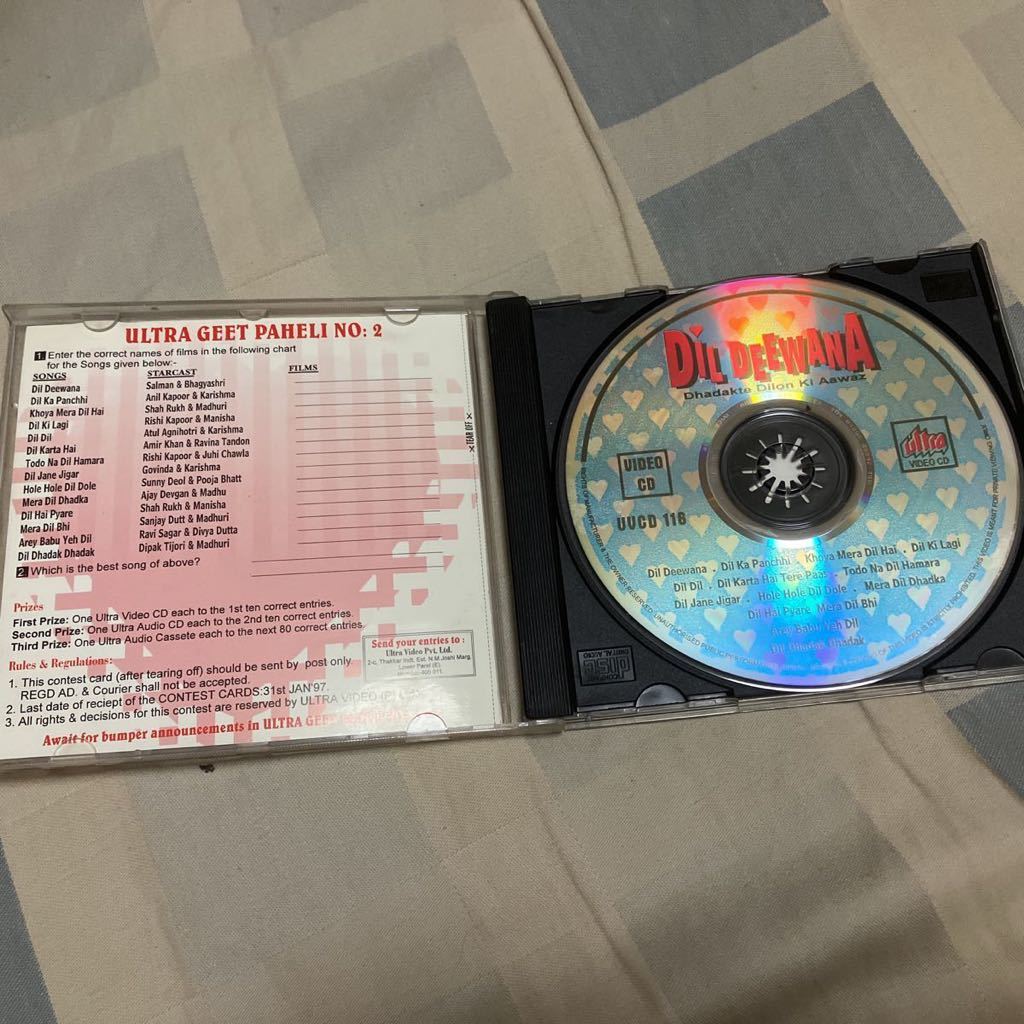 ULTRA GEET PAHELI NO: 2
1 Enter the correct names of films in the following chart
for the Songs given below:-
SONGS STARCAST FILMS
Dil Deewana Salman & Bhagyashri
Dil Ka Panchhi Anil Kapoor & Karishma
Khoya Mera Dil Hai Shah Rukh & Madhuri
Dil Ki Lagi Rishi Kapoor & Manisha
Dil Dil Atul Agnihotri & Karishma
Dil Karta Hai Amir Khan & Ravina Tandon
Todo Na Dil Hamara Rishi Kapoor & Juhi Chawla
Dil Jane Jigar Govinda & Karishma
Hole Hole Dil Dole Sunny Deol & Pooja Bhatt
Mera Dil Dhadka Ajay Devgan & Madhu
Dil Hai Pyare Shah Rukh & Manisha
Mera Dil Bhi Sanjay Dutt & Madhuri
Arey Babu Yeh Dil Ravi Sagar & Divya Dutta
Dil Dhadak Dhadak Dipak Tijori & Madhuri
2 Which is the best song of above?
X TEAR OFF X
Prizes
First Prize: One Ultra Video CD each to the 1st ten correct entries.
Second Prize: One Ultra Audio CD each to the 2nd ten correct entries.
Third Prize: One Ultra Audio Cassete each to the next 80 correct entries.
Rules & Regulations:
1. This contest card (after tearing off) should be sent by post only.
REGD AD. & Courier shall not be accepted.
2. Last date of reciept of the CONTEST CARDS:31st JAN'97.
3. All rights & decisions for this contest are reserved by ULTRA VIDEO
Await for bumper announcements in ULTRA GEET
Send your entries to :
Ultra Video Pvt. Ltd.
2-c, Thakkar Indt. Est. N.M.Joshi Marg,
Lower Parel (E)
DIL DEEWANA
Dhadakte Dilon Ki Aawaz
VIDEO
CD
UVCD 116
ultra
VIDEO CD
Dil Deewana . Dil Ka Panchhi . Khoya Mera Dil Hai . Dil Ki Lagi
Dil Dil . Dil Karta Hai Tere Paas . Todo Na Dil Hamara
Dil Jane Jigar . Hole Hole Dil Dole . Mera Dil Dhadka
Dil Hai Pyare Mera Dil Bhi
Arey Babu Yeh Dil
Dil Dhadak Dhadak
COMPACT
disc
DIGITAL AUDIO